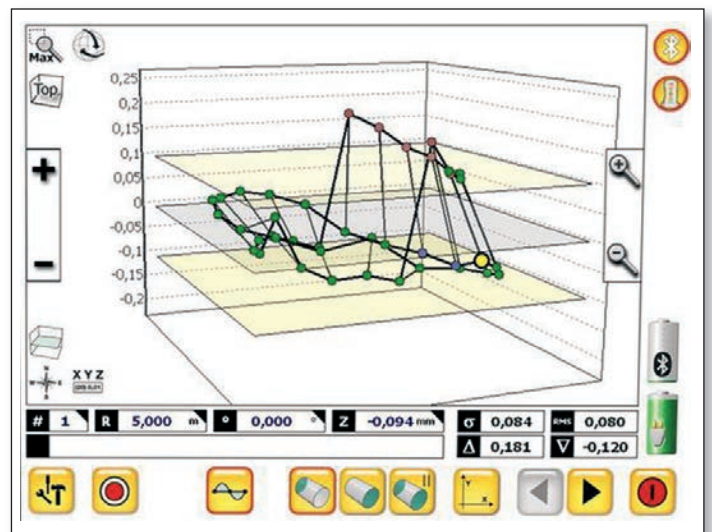 Max
Top
0,25
0,2
0,15
0,1
0,05
0
-0,05
-0,1
-0,15
-0,2
XYZ
# 1 R 5,000 m ° 0,000 ° Z -0,094 mm σ 0,084 RMS 0,080
Δ 0,181 ∇ -0,120
Y
X